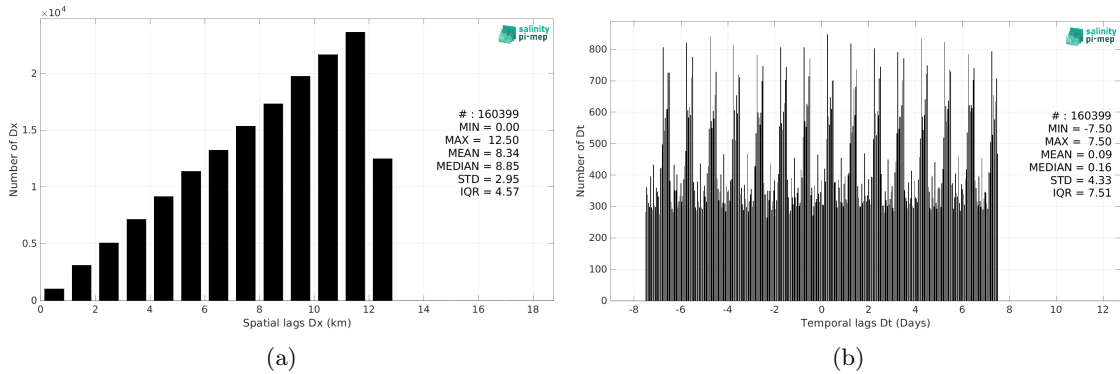 ×10⁴
2
1.5
1
0.5
0
0 2 4 6 8 10 12 14 16 18
Number of Dx
Spatial lags Dx (km)
salinity
pi-mep
# : 160399
MIN = 0.00
MAX = 12.50
MEAN = 8.34
MEDIAN = 8.85
STD = 2.95
IQR = 4.57
(a)
800
700
600
500
400
300
200
100
0
-8 -6 -4 -2 0 2 4 6 8 10 12
Number of Dt
Temporal lags Dt (Days)
salinity
pi-mep
# : 160399
MIN = -7.50
MAX = 7.50
MEAN = 0.09
MEDIAN = 0.16
STD = 4.33
IQR = 7.51
(b)